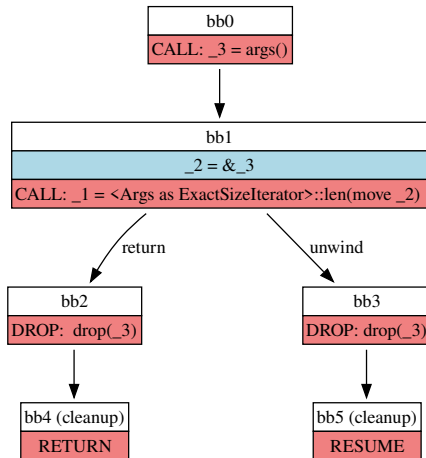 bb0
CALL: _3 = args()
bb1
_2 = &_3
CALL: _1 = <Args as ExactSizeIterator>::len(move _2)
return
unwind
bb2
bb3
DROP: drop(_3)
DROP: drop(_3)
bb4 (cleanup)
bb5 (cleanup)
RETURN
RESUME